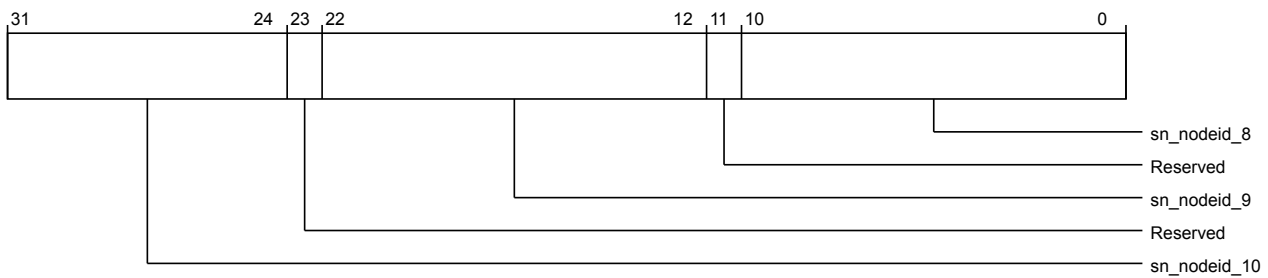 31 24 23 22 12 11 10 0
sn_nodeid_8
Reserved
sn_nodeid_9
Reserved
sn_nodeid_10